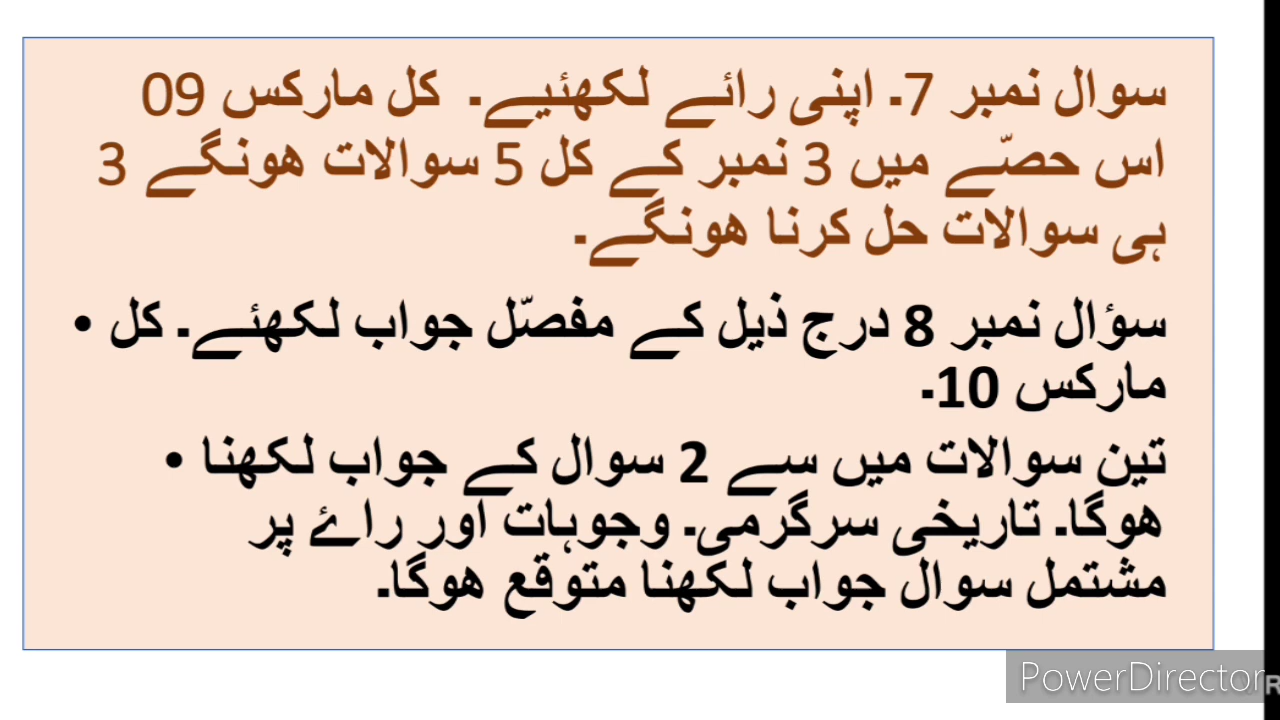 سوال نمبر 7۔ اپنی رائے لکھئیے۔ کل مارکس 09
اس حصّے میں 3 نمبر کے کل 5 سوالات ھونگے 3
ہی سوالات حل کرنا ھونگے۔
سؤال نمبر 8 درج ذیل کے مفصّل جواب لکھئے۔ کل •
مارکس 10۔
تین سوالات میں سے 2 سوال کے جواب لکھنا •
ھوگا۔ تاریخی سرگرمی۔ وجوہات اور راۓ پر
مشتمل سوال جواب لکھنا متوقع ھوگا۔
PowerDirector